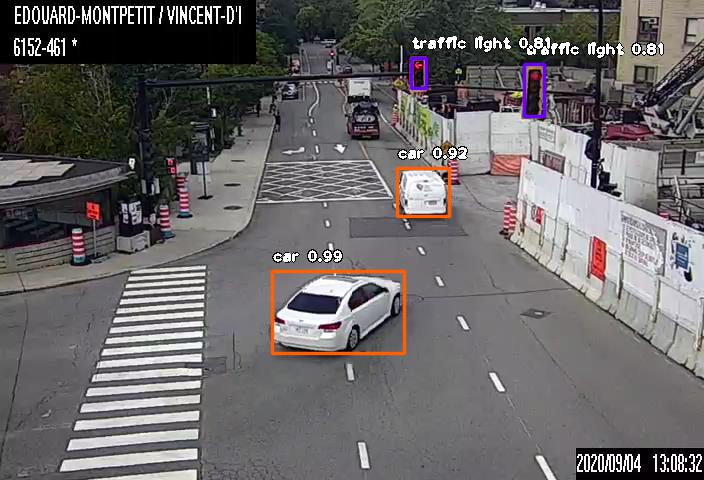 EDOUARD-MONTPETIT / VINCENT-D'I
6152-461 *
traffic light 0.81
traffic light 0.81
car 0.92
car 0.99
2020/09/04 13:08:32